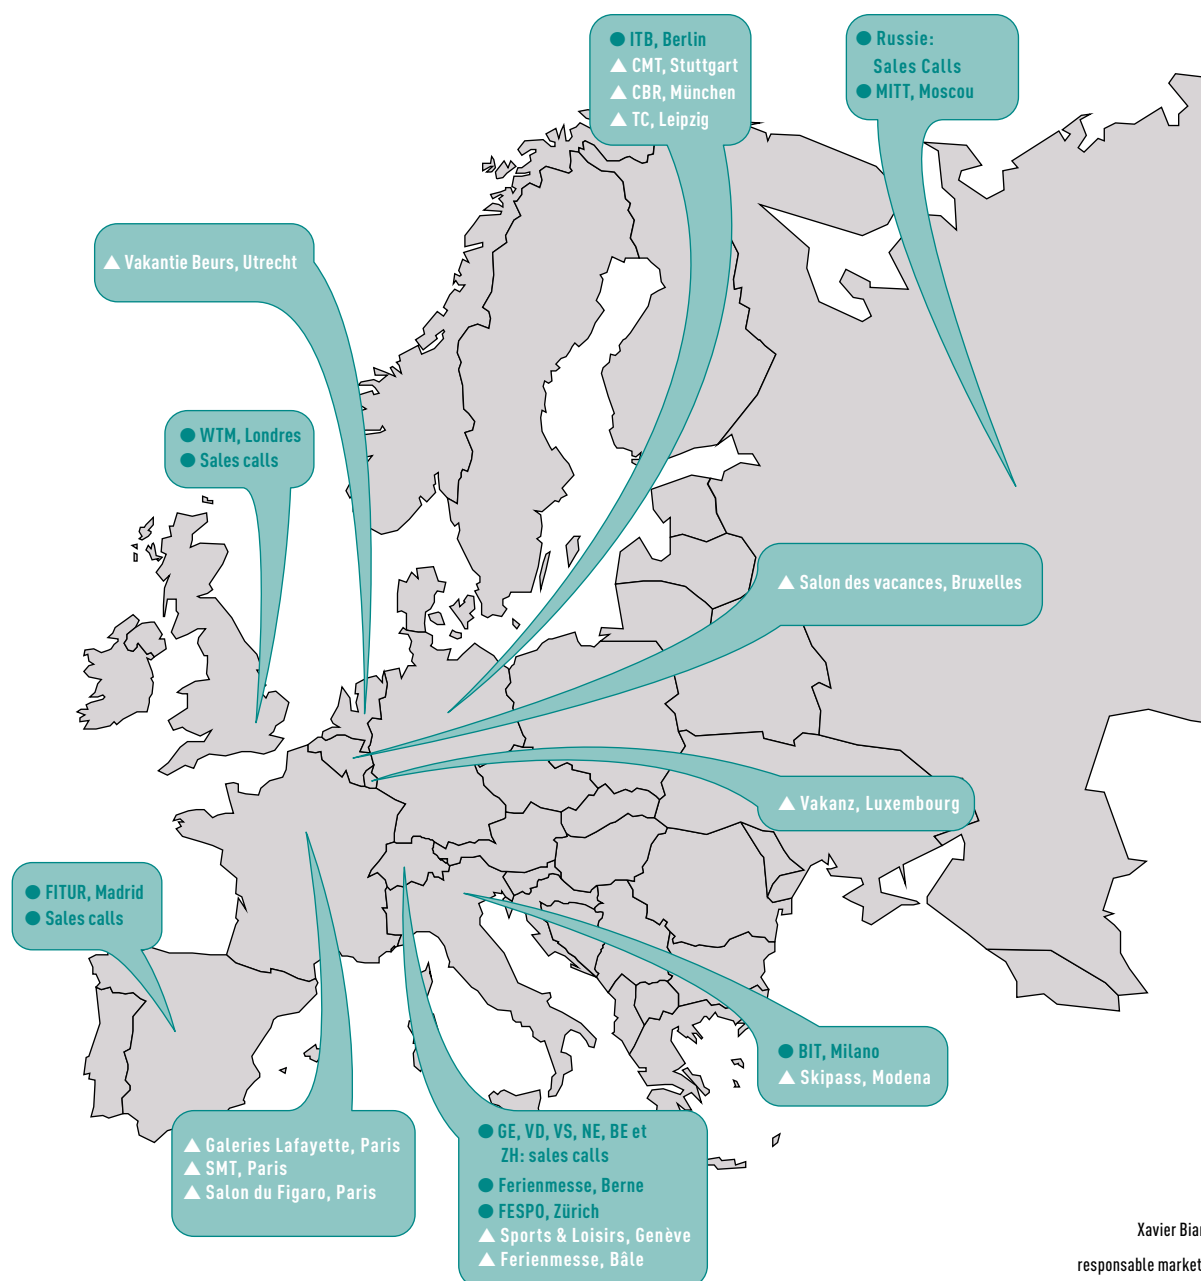 ● ITB, Berlin
▲ CMT, Stuttgart
▲ CBR, München
▲ TC, Leipzig
● Russie:
Sales Calls
● MITT, Moscou
▲ Vakantie Beurs, Utrecht
● WTM, Londres
● Sales calls
▲ Salon des vacances, Bruxelles
▲ Vakanz, Luxembourg
● FITUR, Madrid
● Sales calls
● BIT, Milano
▲ Skipass, Modena
▲ Galeries Lafayette, Paris
▲ SMT, Paris
▲ Salon du Figaro, Paris
● GE, VD, VS, NE, BE et
ZH: sales calls
● Ferienmesse, Berne
● FESPO, Zürich
▲ Sports & Loisirs, Genève
▲ Ferienmesse, Bâle
Xavier
responsable